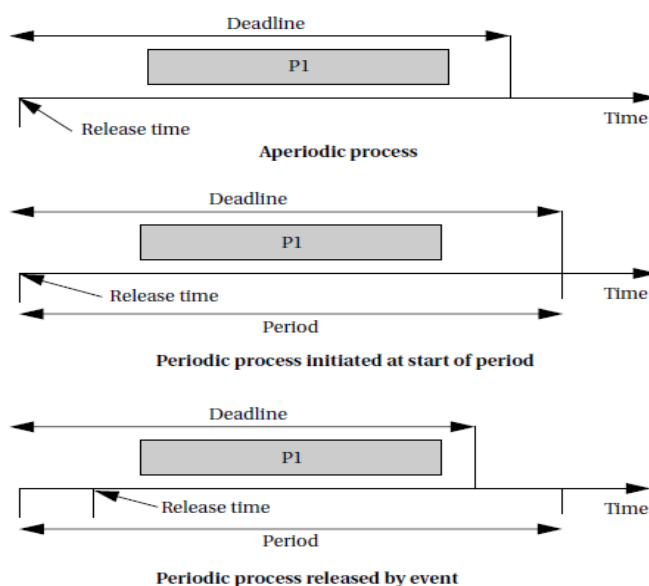 Deadline
P1
Release time
Time
Aperiodic process
Deadline
P1
Release time
Time
Period
Periodic process initiated at start of period
Deadline
P1
Release time
Time
Period
Periodic process released by event